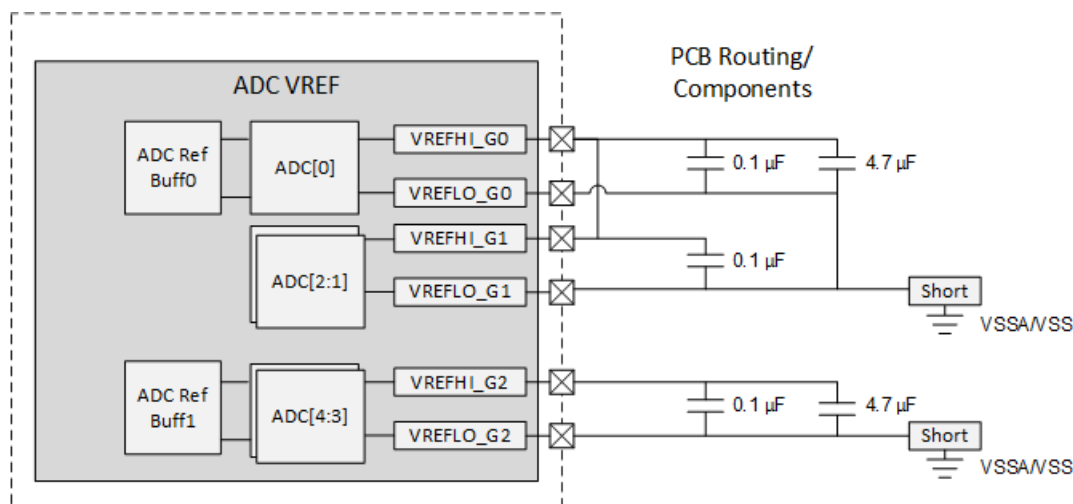 PCB Routing/
Components
ADC VREF
ADC Ref
Buff0
ADC[0]
VREFHI_G0
VREFLO_G0
0.1 µF
4.7 µF
ADC[2:1]
VREFHI_G1
VREFLO_G1
0.1 µF
Short
VSSA/VSS
ADC Ref
Buff1
ADC[4:3]
VREFHI_G2
VREFLO_G2
0.1 µF
4.7 µF
Short
VSSA/VSS